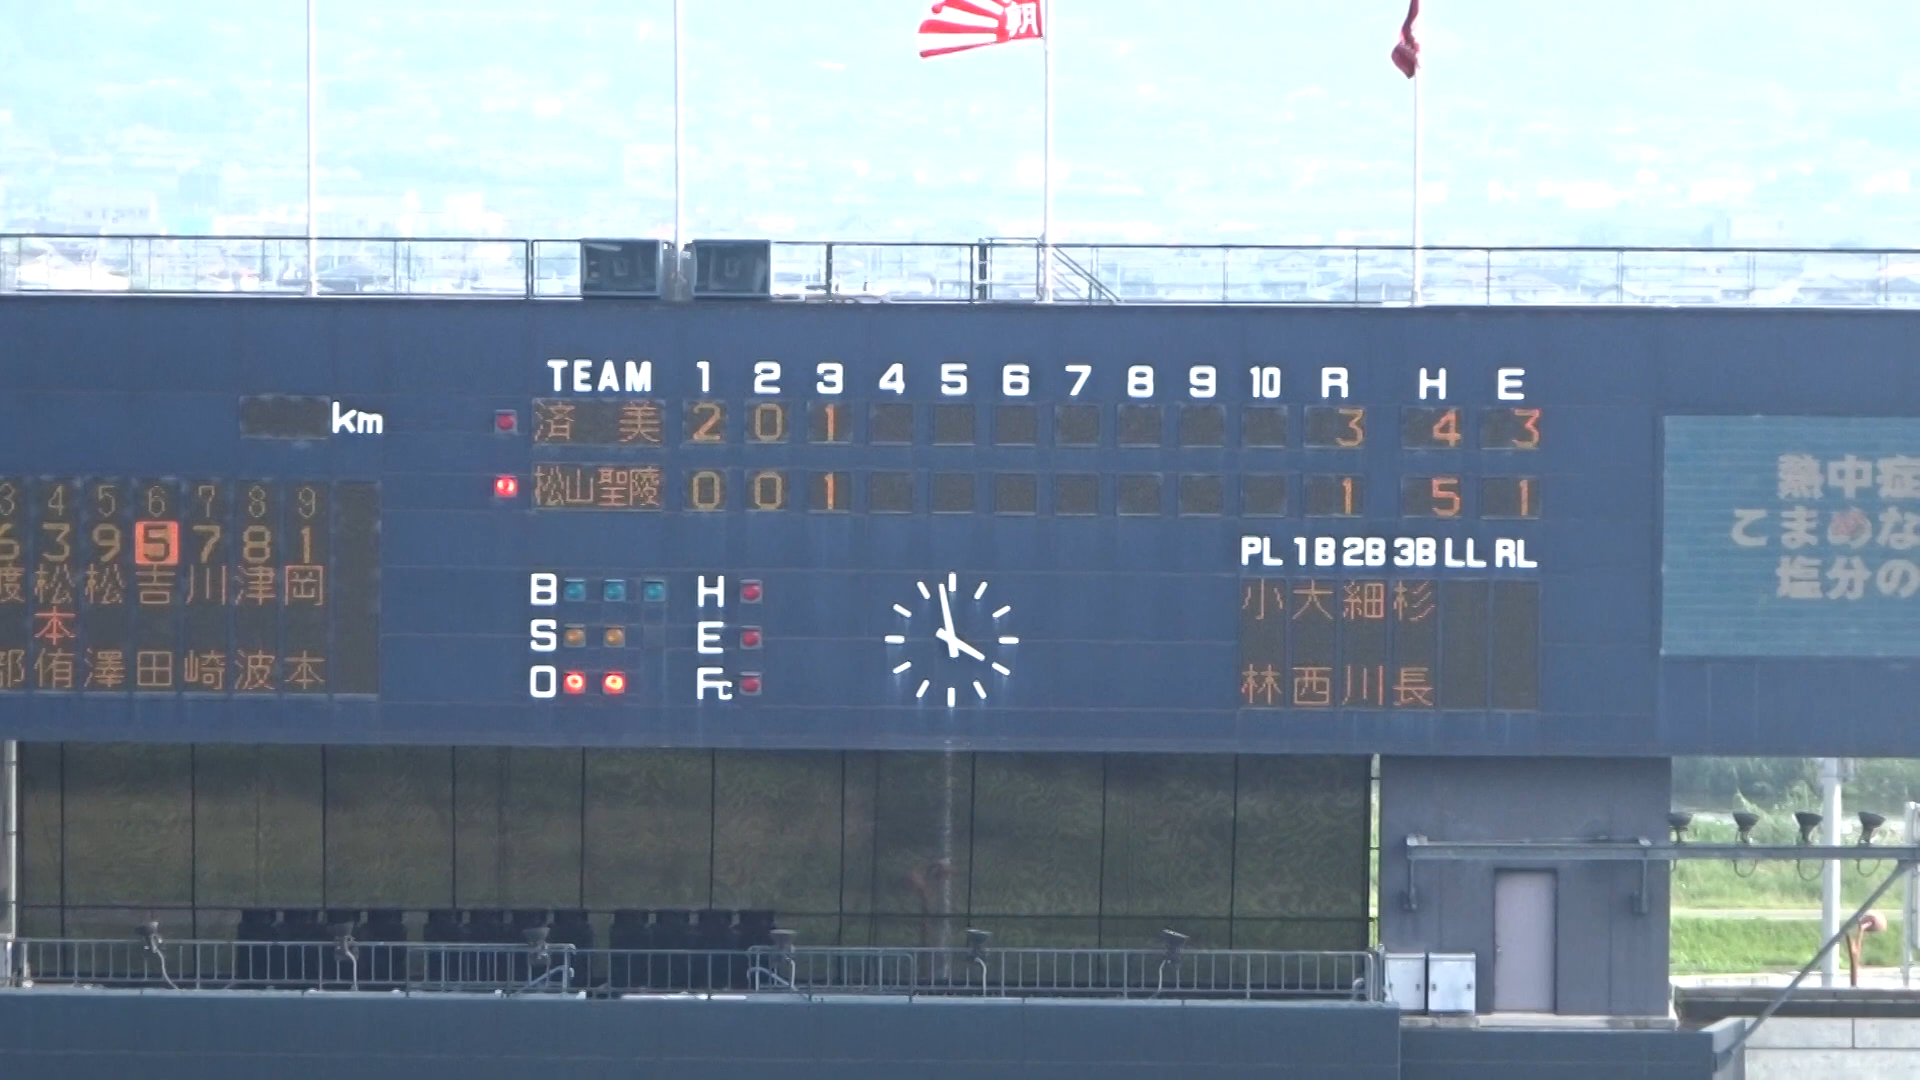 朝
TEAM 1 2 3 4 5 6 7 8 9 10 R H E
km
済美 2 0 1 3 4 3
松山聖陵 0 0 1 1 5 1
3 4 5 6 7 8 9
6 3 9 5 7 8 1
渡部 松本侑 松澤 吉田 川崎 津波 岡本
B H
S E
O Fc
PL 1B 2B 3B LL RL
小林 大西 細川 杉長
熱中症
こまめな
塩分の